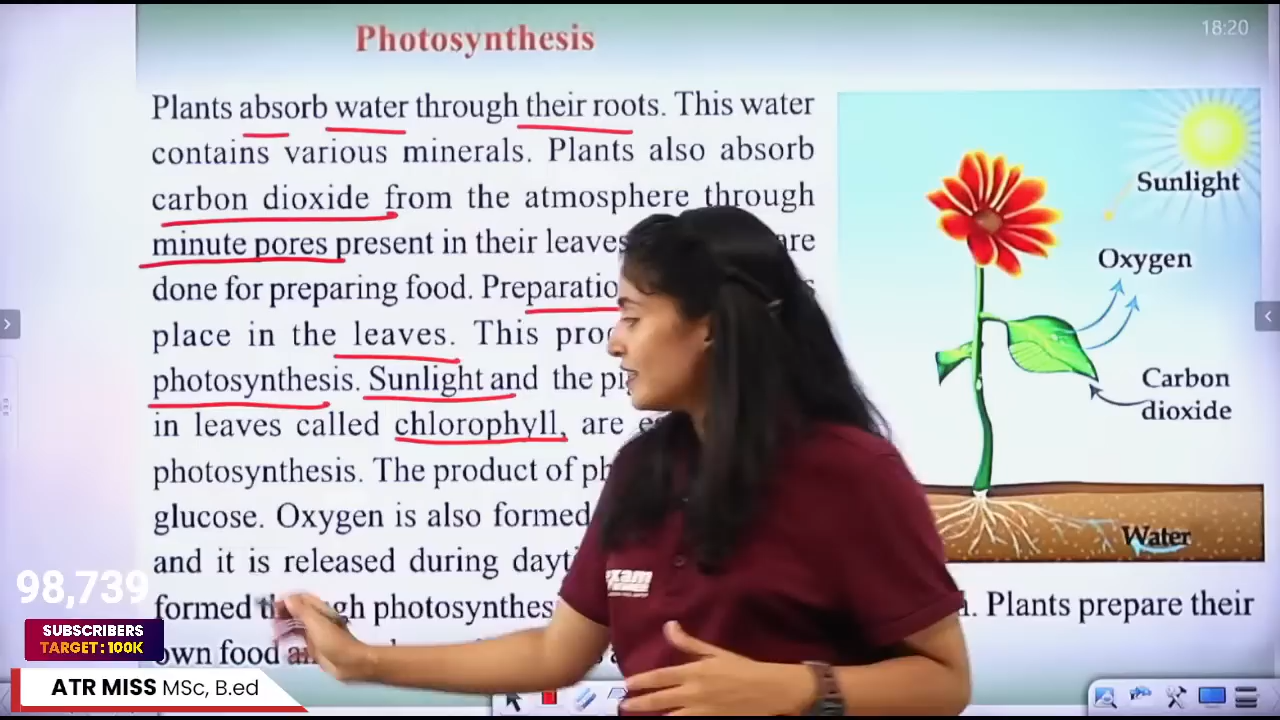 Photosynthesis
18:20
Plants absorb water through their roots. This water
contains various minerals. Plants also absorb
carbon dioxide from the atmosphere through
minute pores present in their leaves are
done for preparing food. Preparatio
place in the leaves. This pro
photosynthesis. Sunlight and the
in leaves called chlorophyll, are
photosynthesis. The product of
glucose. Oxygen is also formed
and it is released during
formed through photosynthes
. Plants prepare their
own food
Sunlight
Oxygen
Carbon
dioxide
Water
exam
98,739
SUBSCRIBERS
TARGET : 100K
ATR MISS MSc, B.ed